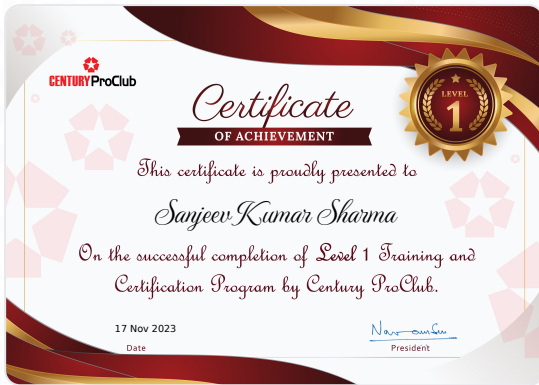 CENTURY ProClub
Certificate
OF ACHIEVEMENT
LEVEL
1
This certificate is proudly presented to
Sanjeev Kumar Sharma
On the successful completion of Level 1 Training and
Certification Program by Century ProClub.
17 Nov 2023
Date
President